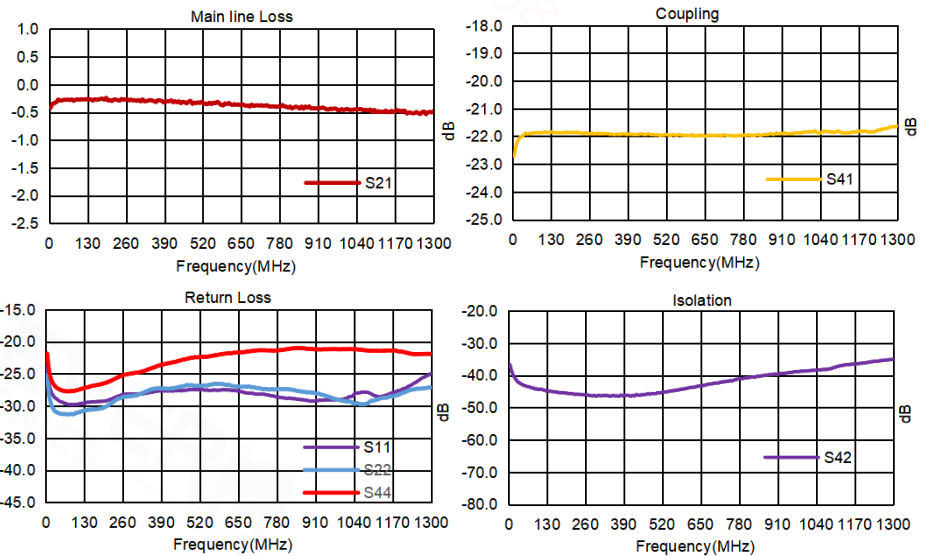 Main line Loss
1.0
0.5
0.0
-0.5
-1.0
-1.5
-2.0
-2.5
dB
S21
0 130 260 390 520 650 780 910 1040 1170 1300
Frequency(MHz)
Coupling
-18.0
-19.0
-20.0
-21.0
-22.0
-23.0
-24.0
-25.0
dB
S41
0 130 260 390 520 650 780 910 1040 1170 1300
Frequency(MHz)
Return Loss
-15.0
-20.0
-25.0
-30.0
-35.0
-40.0
-45.0
dB
S11
S22
S44
0 130 260 390 520 650 780 910 1040 1170 1300
Frequency(MHz)
Isolation
-20.0
-30.0
-40.0
-50.0
-60.0
-70.0
-80.0
dB
S42
0 130 260 390 520 650 780 910 1040 1170 1300
Frequency(MHz)